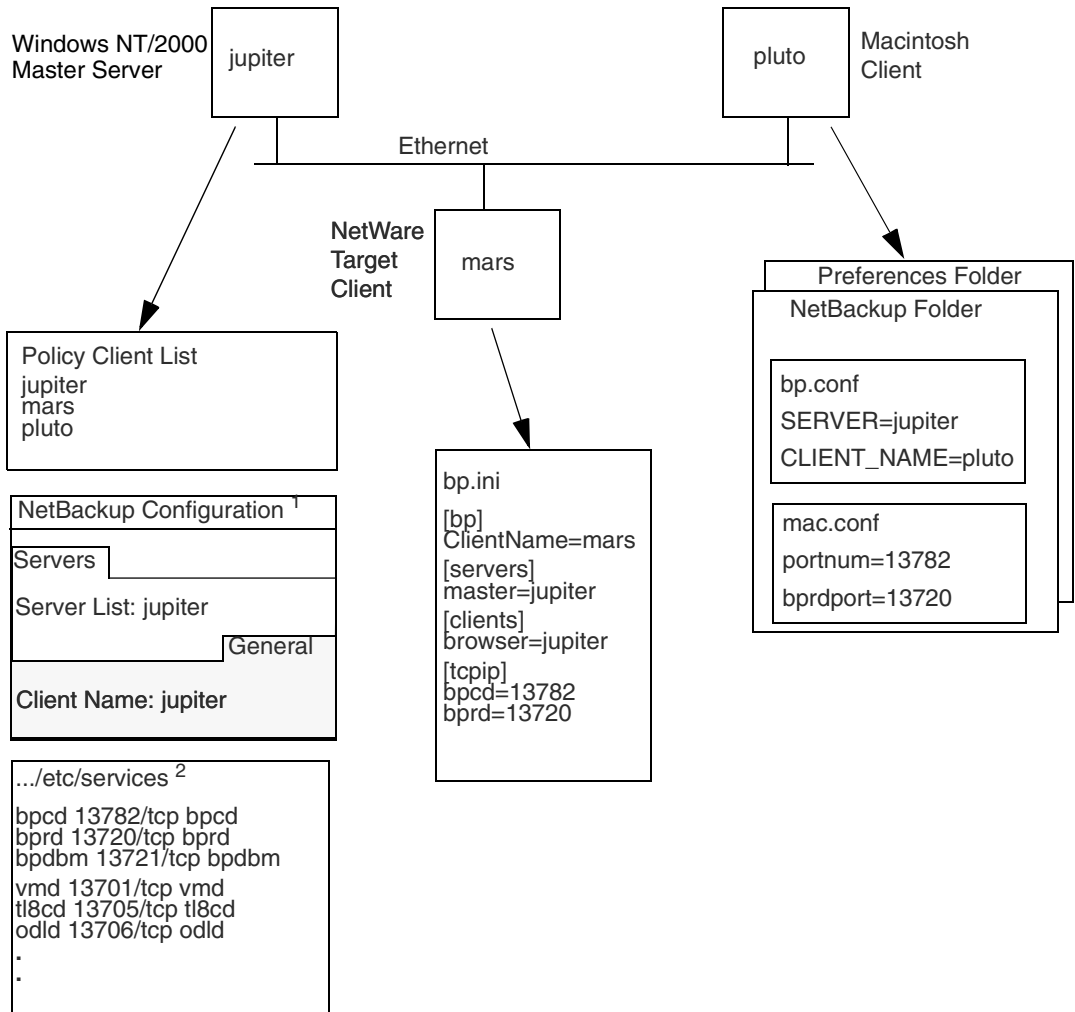 Windows NT/2000
Master Server
jupiter
pluto
Macintosh
Client
Ethernet
NetWare
Target
Client
mars
Policy Client List
jupiter
mars
pluto
NetBackup Configuration 1
Servers
Server List: jupiter
General
Client Name: jupiter
.../etc/services 2
bpcd 13782/tcp bpcd
bprd 13720/tcp bprd
bpdbm 13721/tcp bpdbm
vmd 13701/tcp vmd
tl8cd 13705/tcp tl8cd
odld 13706/tcp odld
.
.
bp.ini
[bp]
ClientName=mars
[servers]
master=jupiter
[clients]
browser=jupiter
[tcpip]
bpcd=13782
bprd=13720
Preferences Folder
NetBackup Folder
bp.conf
SERVER=jupiter
CLIENT_NAME=pluto
mac.conf
portnum=13782
bprdport=13720